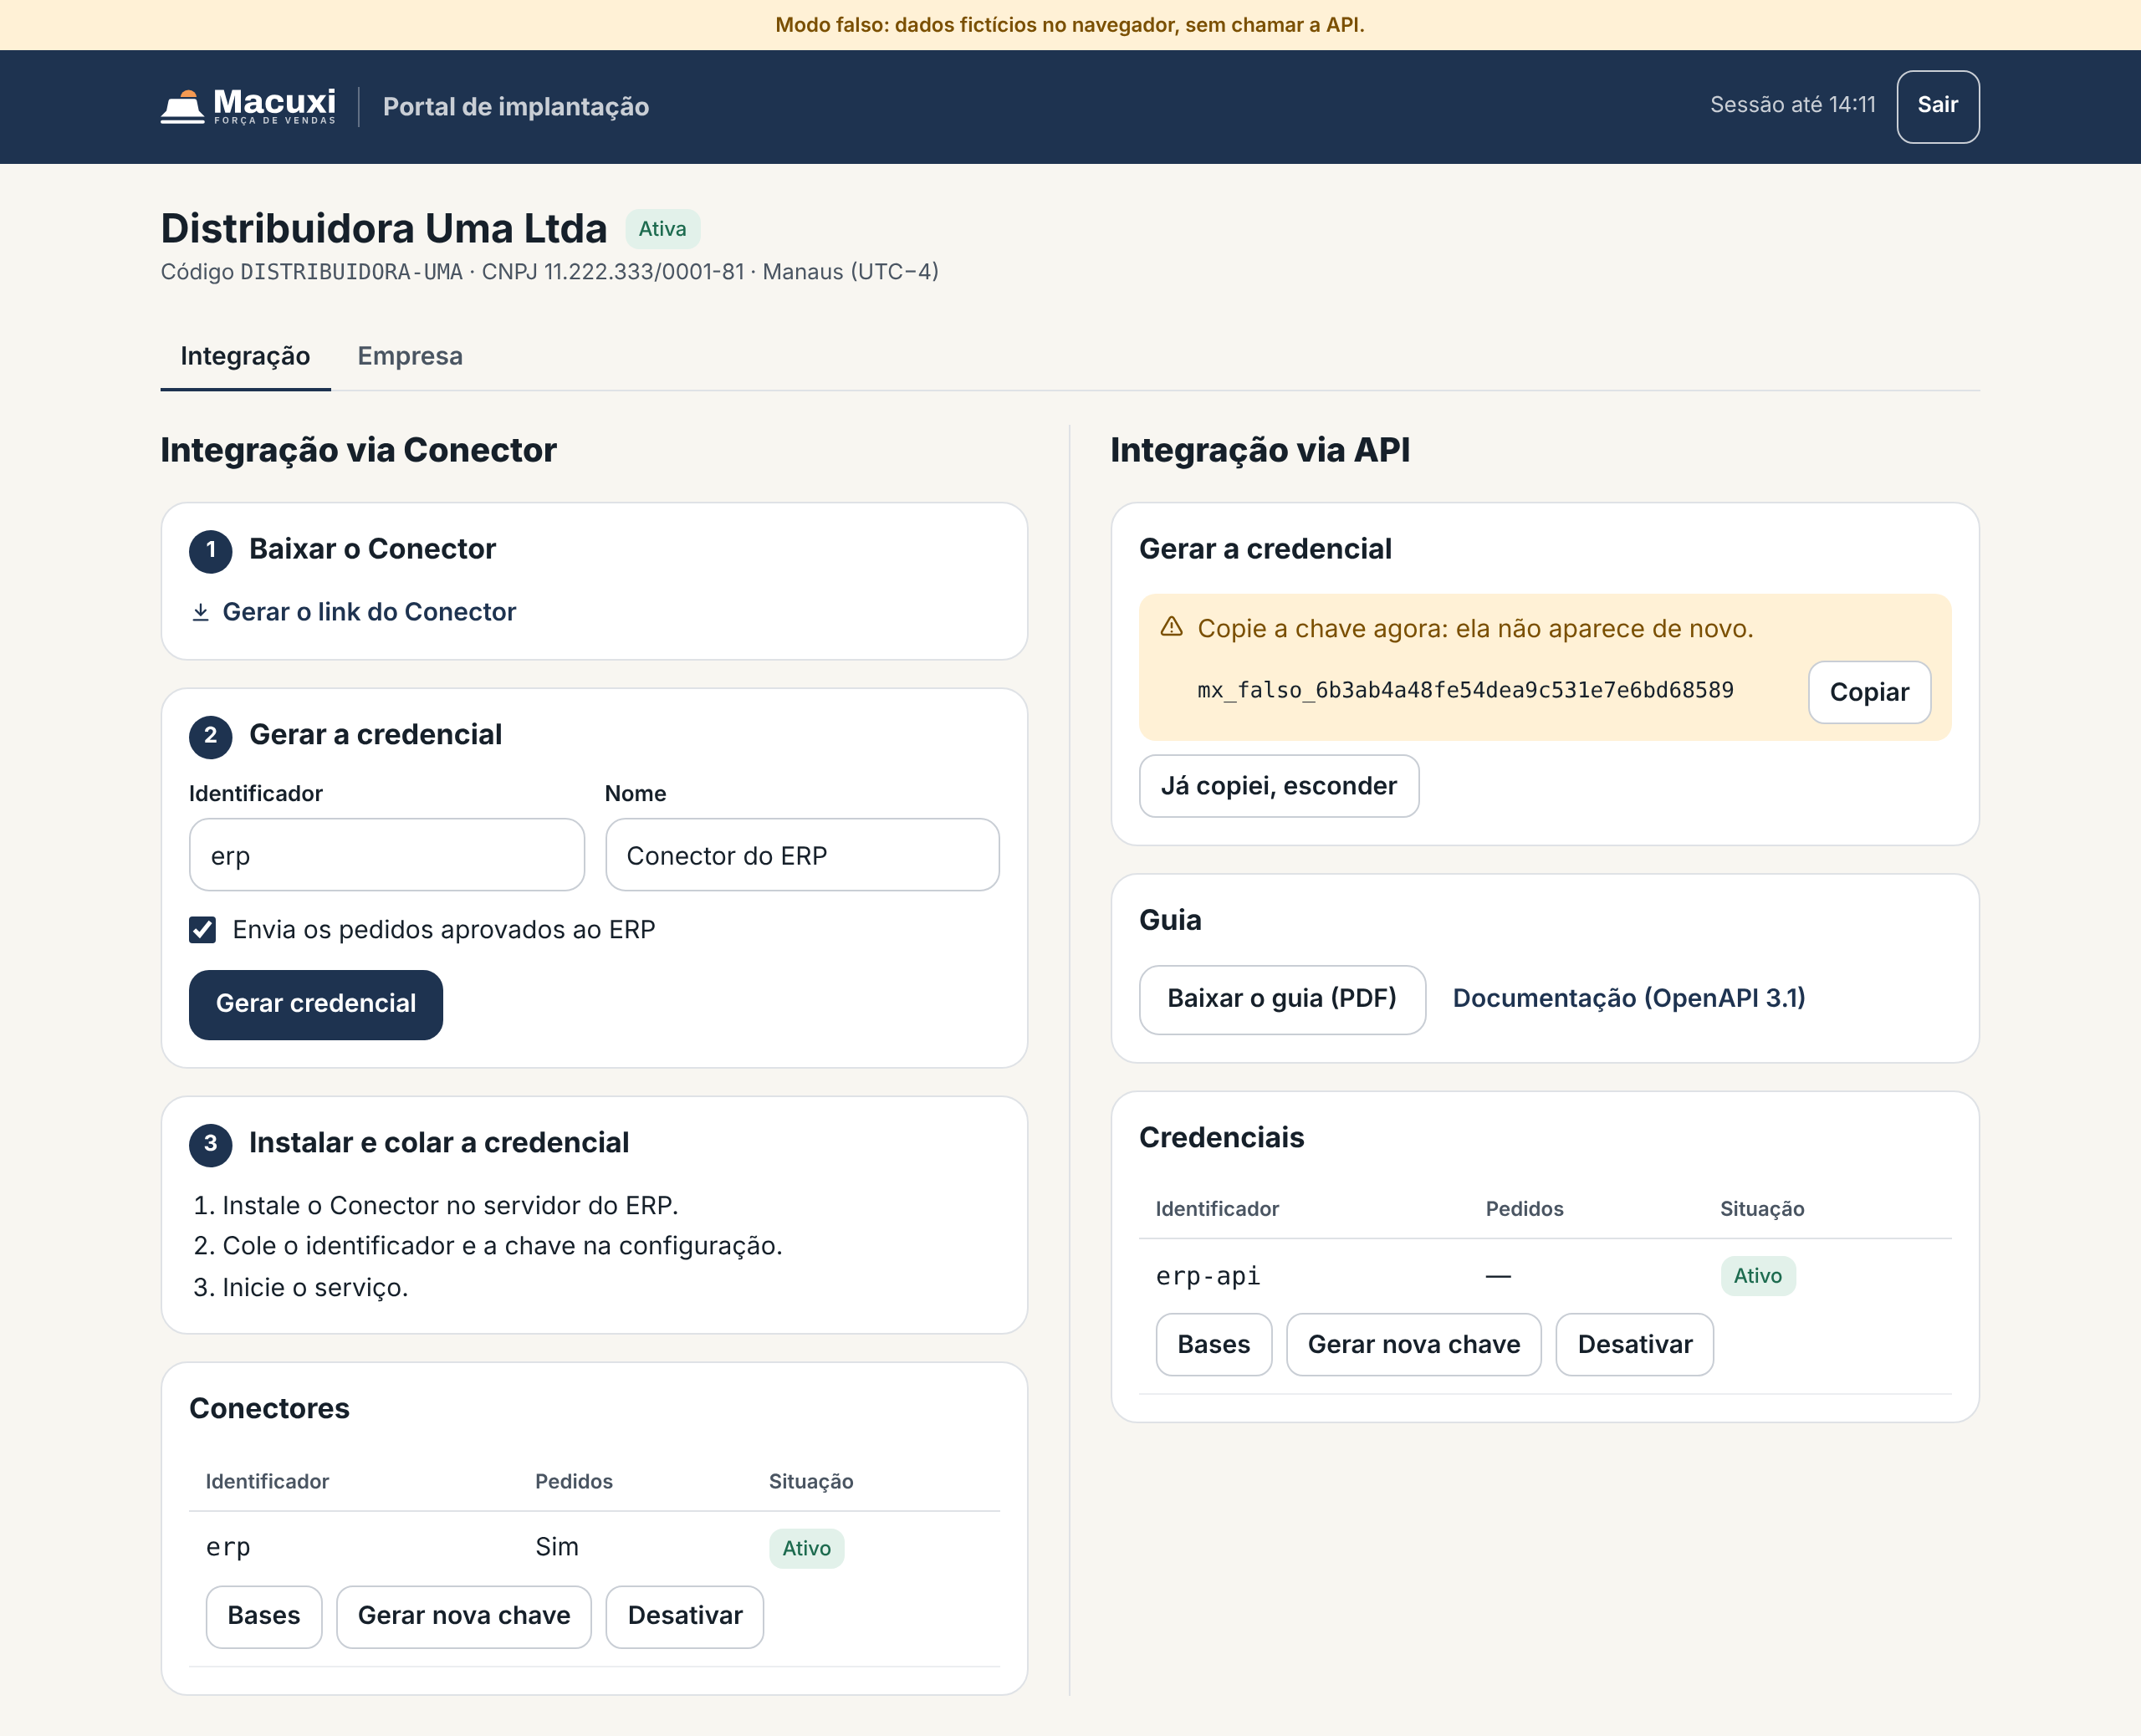 Modo falso: dados fictícios no navegador, sem chamar a API.
Macuxi
FORÇA DE VENDAS
Portal de implantação
Sessão até 14:11
Sair
Distribuidora Uma Ltda
Ativa
Código DISTRIBUIDORA-UMA · CNPJ 11.222.333/0001-81 · Manaus (UTC−4)
Integração
Empresa
Integração via Conector
1
Baixar o Conector
Gerar o link do Conector
2
Gerar a credencial
Identificador
Nome
erp
Conector do ERP
Envia os pedidos aprovados ao ERP
Gerar credencial
3
Instalar e colar a credencial
1. Instale o Conector no servidor do ERP.
2. Cole o identificador e a chave na configuração.
3. Inicie o serviço.
Conectores
Identificador
Pedidos
Situação
erp
Sim
Ativo
Bases
Gerar nova chave
Desativar
Integração via API
Gerar a credencial
Copie a chave agora: ela não aparece de novo.
mx_falso_6b3ab4a48fe54dea9c531e7e6bd68589
Copiar
Já copiei, esconder
Guia
Baixar o guia (PDF)
Documentação (OpenAPI 3.1)
Credenciais
Identificador
Pedidos
Situação
erp-api
—
Ativo
Bases
Gerar nova chave
Desativar